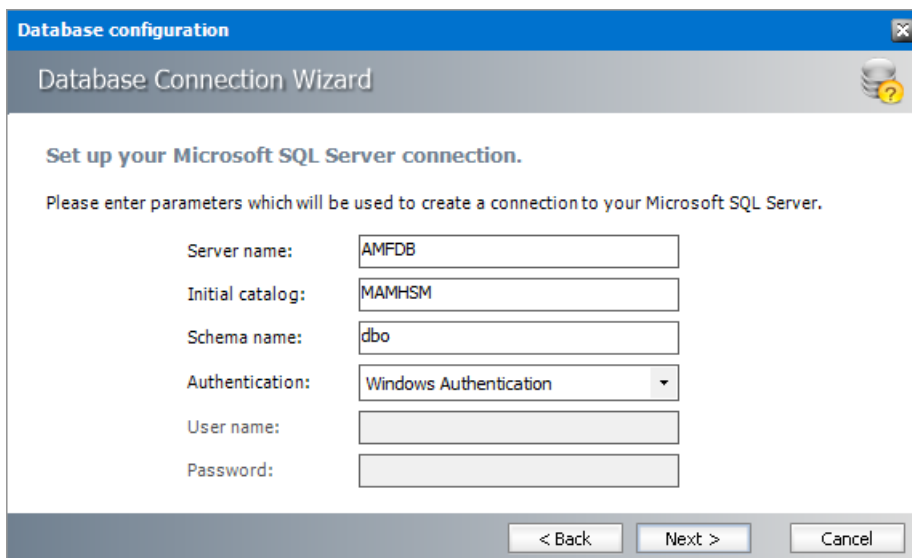 Database configuration
Database Connection Wizard
Set up your Microsoft SQL Server connection.
Please enter parameters which will be used to create a connection to your Microsoft SQL Server.
Server name: AMFDB
Initial catalog: MAMHSM
Schema name: dbo
Authentication: Windows Authentication
User name:
Password:
< Back Next > Cancel